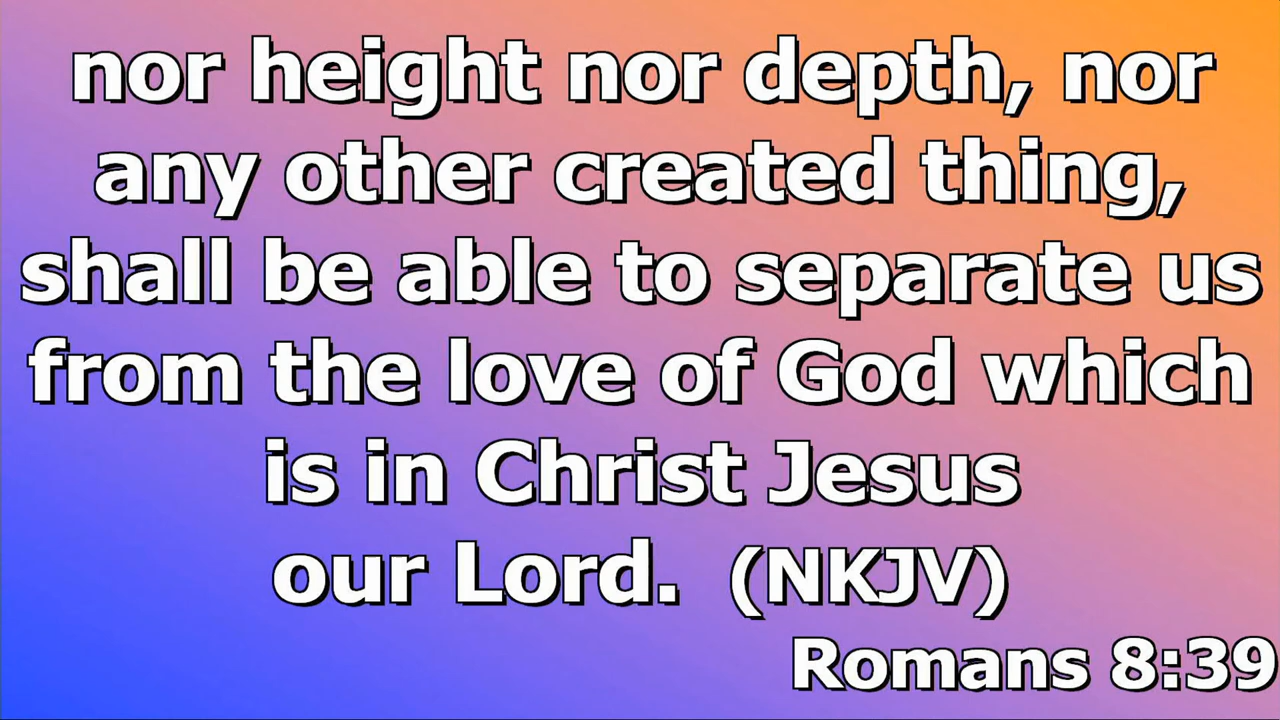 nor height nor depth, nor
any other created thing,
shall be able to separate us
from the love of God which
is in Christ Jesus
our Lord. (NKJV)
Romans 8:39